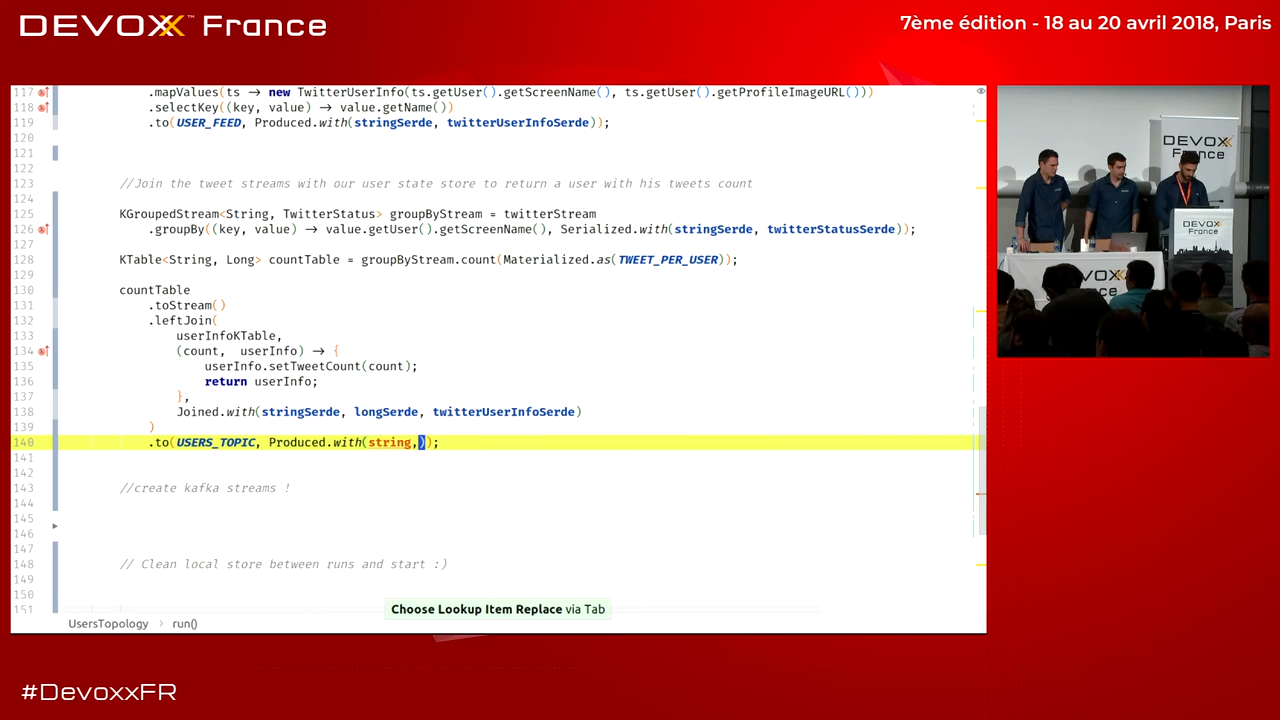 DEVOXX™ France
7ème édition - 18 au 20 avril 2018, Paris
117 .mapValues(ts → new TwitterUserInfo(ts.getUser().getScreenName(), ts.getUser().getProfileImageURL()))
118 .selectKey((key, value) → value.getName())
119 .to(USER_FEED, Produced.with(stringSerde, twitterUserInfoSerde));
120
121
122
123 //Join the tweet streams with our user state store to return a user with his tweets count
124
125 KGroupedStream<String, TwitterStatus> groupByStream = twitterStream
126 .groupBy((key, value) → value.getUser().getScreenName(), Serialized.with(stringSerde, twitterStatusSerde));
127
128 KTable<String, Long> countTable = groupByStream.count(Materialized.as(TWEET_PER_USER));
129
130 countTable
131 .toStream()
132 .leftJoin(
133 userInfoKTable,
134 (count, userInfo) → {
135 userInfo.setTweetCount(count);
136 return userInfo;
137 },
138 Joined.with(stringSerde, longSerde, twitterUserInfoSerde)
139 )
140 .to(USERS_TOPIC, Produced.with(string,));
141
142
143 //create kafka streams !
144
145
146
147
148 // Clean local store between runs and start :)
149
150
151
Choose Lookup Item Replace via Tab
UsersTopology > run()
DEVOXX
France
DEVOXX
France
DEVOXX
France
#DevoxxFR